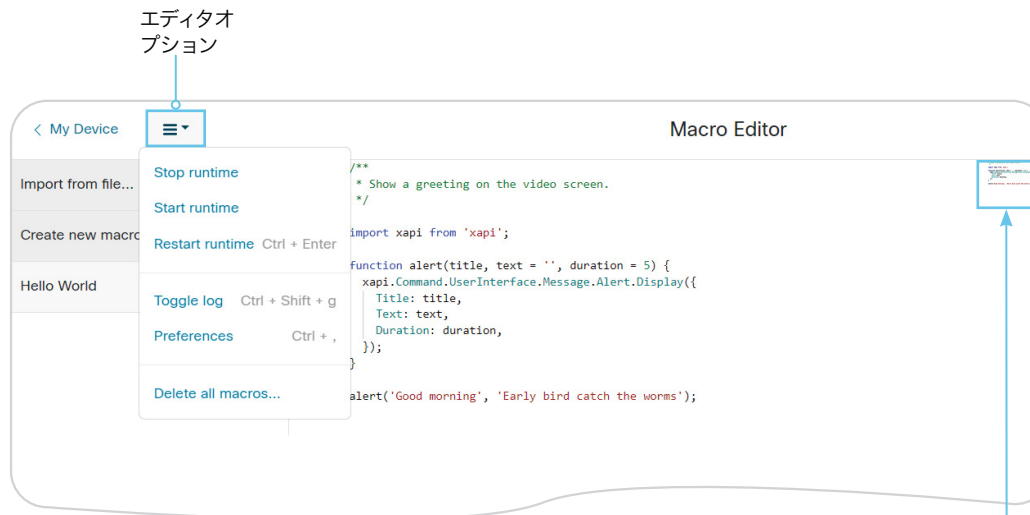 エディタオ
プション
My Device
Macro Editor
Import from file...
Create new macro
Hello World
Stop runtime
Start runtime
Restart runtime Ctrl + Enter
Toggle log Ctrl + Shift + g
Preferences Ctrl + ,
Delete all macros...
/**
* Show a greeting on the video screen.
*/
import xapi from 'xapi';
function alert(title, text = '', duration = 5) {
xapi.Command.UserInterface.Message.Alert.Display({
Title: title,
Text: text,
Duration: duration,
});
}
alert('Good morning', 'Early bird catch the worms');